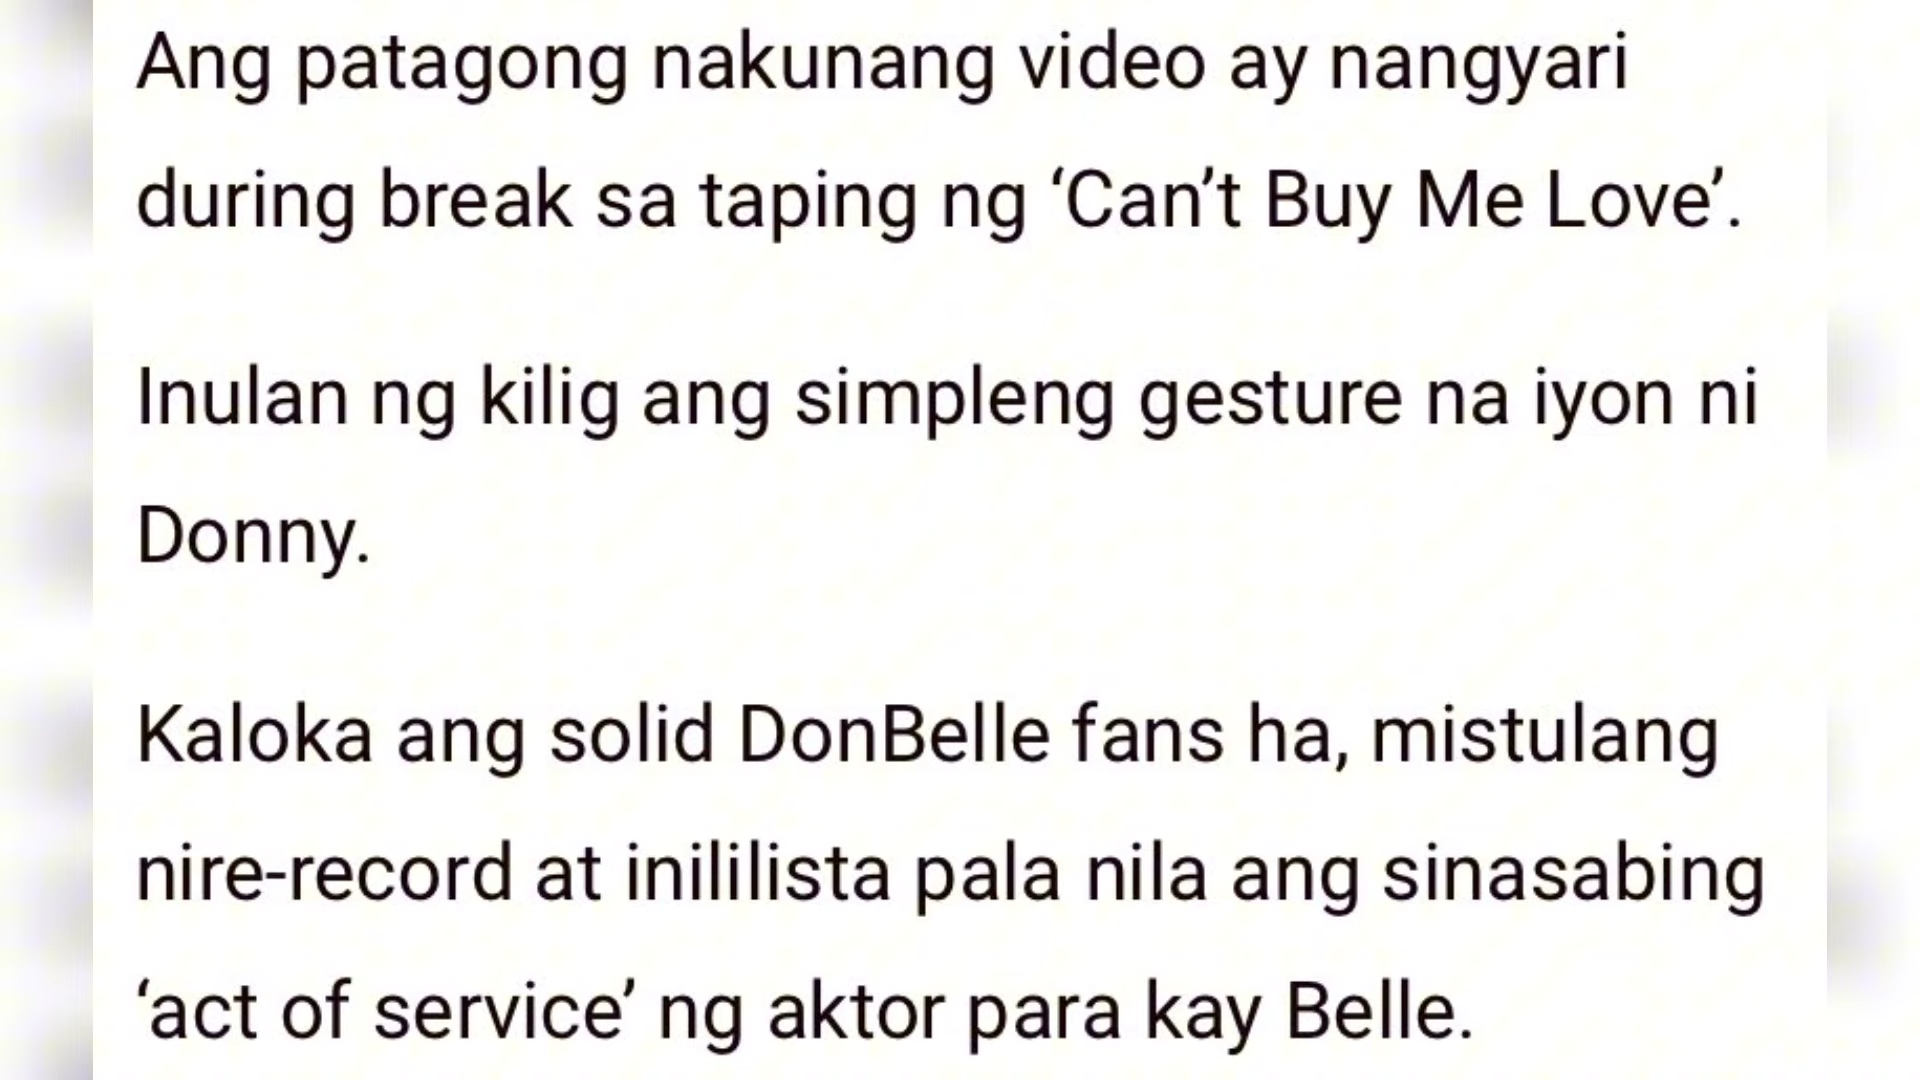 Ang patagong nakunang video ay nangyari
during break sa taping ng ‘Can’t Buy Me Love’.
Inulan ng kilig ang simpleng gesture na iyon ni
Donny.
Kaloka ang solid DonBelle fans ha, mistulang
nire-record at inililista pala nila ang sinasabing
‘act of service’ ng aktor para kay Belle.